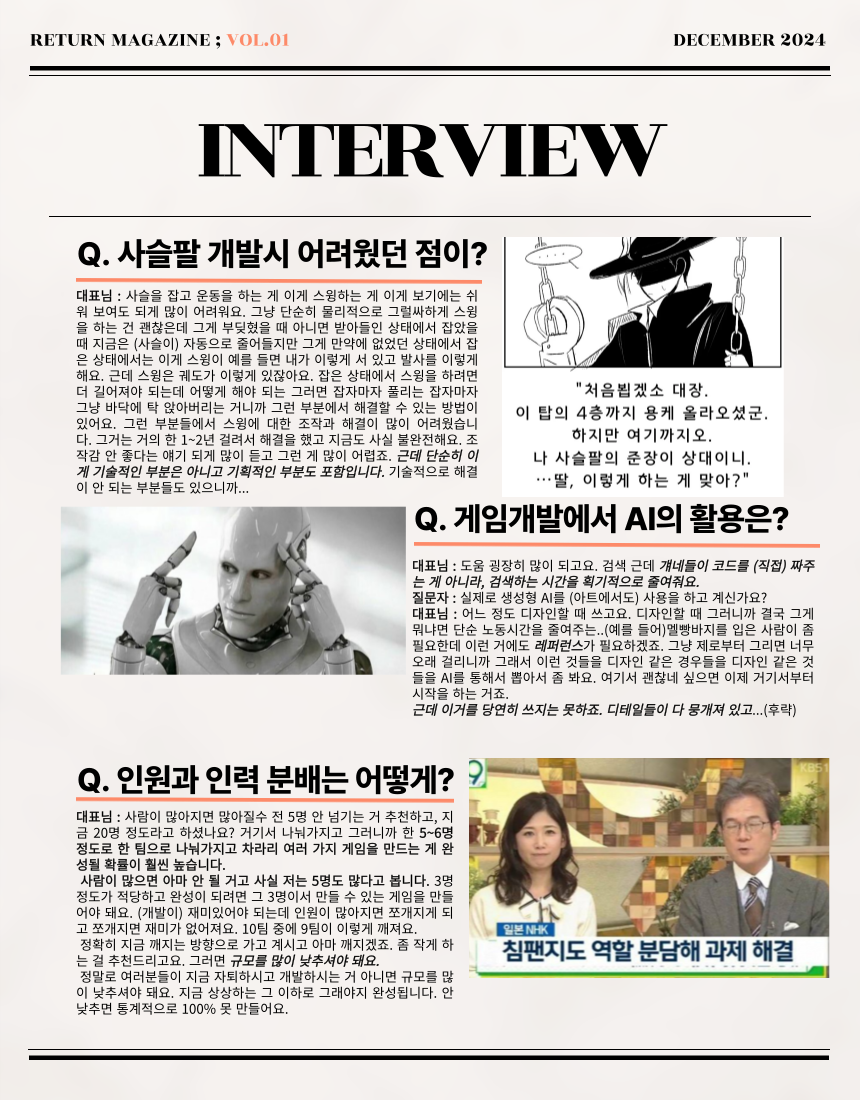 RETURN MAGAZINE ; VOL.01
DECEMBER 2024
INTERVIEW
Q. 사슬팔 개발시 어려웠던 점이?
대표님 : 사슬을 잡고 운동을 하는 게 이게 스윙하는 게 이게 보기에는 쉬
워 보여도 되게 많이 어려워요. 그냥 단순히 물리적으로 그럴싸하게 스윙
을 하는 건 괜찮은데 그게 부딪혔을 때 아니면 받아들인 상태에서 잡았을
때 지금은 (사슬이) 자동으로 줄어들지만 그게 만약에 없었던 상태에서 잡
은 상태에서는 이게 스윙이 예를 들면 내가 이렇게 서 있고 발사를 이렇게
해요. 근데 스윙은 궤도가 이렇게 있잖아요. 잡은 상태에서 스윙을 하려면
더 길어져야 되는데 어떻게 해야 되는 그러면 잡자마자 풀리는 잡자마자
그냥 바닥에 탁 앉아버리는 거니까 그런 부분에서 해결할 수 있는 방법이
있어요. 그런 부분들에서 스윙에 대한 조작과 해결이 많이 어려웠습니
다. 그거는 거의 한 1~2년 걸려서 해결을 했고 지금도 사실 불완전해요. 조
작감 안 좋다는 얘기 되게 많이 듣고 그런 게 많이 어렵죠. 근데 단순히 이
게 기술적인 부분은 아니고 기획적인 부분도 포함입니다. 기술적으로 해결
이 안 되는 부분들도 있으니까...
"처음뵙겠소 대장.
이 탑의 4층까지 용케 올라오셨군.
하지만 여기까지오.
나 사슬팔의 준장이 상대이니.
…딸, 이렇게 하는 게 맞아?"
Q. 게임개발에서 AI의 활용은?
대표님 : 도움 굉장히 많이 되고요. 검색 근데 걔네들이 코드를 (직접) 짜주
는 게 아니라, 검색하는 시간을 획기적으로 줄여줘요.
질문자 : 실제로 생성형 AI를 (아트에서도) 사용을 하고 계신가요?
대표님 : 어느 정도 디자인할 때 쓰고요. 디자인할 때 그러니까 결국 그게
뭐냐면 단순 노동시간을 줄여주는..(예를 들어)멜빵바지를 입은 사람이 좀
필요한데 이런 거에도 레퍼런스가 필요하겠죠. 그냥 제로부터 그리면 너무
오래 걸리니까 그래서 이런 것들을 디자인 같은 경우들을 디자인 같은 것
들을 AI를 통해서 뽑아서 좀 봐요. 여기서 괜찮네 싶으면 이제 거기서부터
시작을 하는 거죠.
근데 이거를 당연히 쓰지는 못하죠. 디테일들이 다 뭉개져 있고...(후략)
Q. 인원과 인력 분배는 어떻게?
대표님 : 사람이 많아지면 많아질수 전 5명 안 넘기는 거 추천하고, 지
금 20명 정도라고 하셨나요? 거기서 나눠가지고 그러니까 한 5~6명
정도로 한 팀으로 나눠가지고 차라리 여러 가지 게임을 만드는 게 완
성될 확률이 훨씬 높습니다.
사람이 많으면 아마 안 될 거고 사실 저는 5명도 많다고 봅니다. 3명
정도가 적당하고 완성이 되려면 그 3명이서 만들 수 있는 게임을 만들
어야 돼요. (개발이) 재미있어야 되는데 인원이 많아지면 쪼개지게 되
고 쪼개지면 재미가 없어져요. 10팀 중에 9팀이 이렇게 깨져요.
정확히 지금 깨지는 방향으로 가고 계시고 아마 깨지겠죠. 좀 작게 하
는 걸 추천드리고요. 그러면 규모를 많이 낮추셔야 돼요.
정말로 여러분들이 지금 자퇴하시고 개발하시는 거 아니면 규모를 많
이 낮추셔야 돼요. 지금 상상하는 그 이하로 그래야지 완성됩니다. 안
낮추면 통계적으로 100% 못 만들어요.
9
KBS1
일본 NHK
침팬지도 역할 분담해 과제 해결